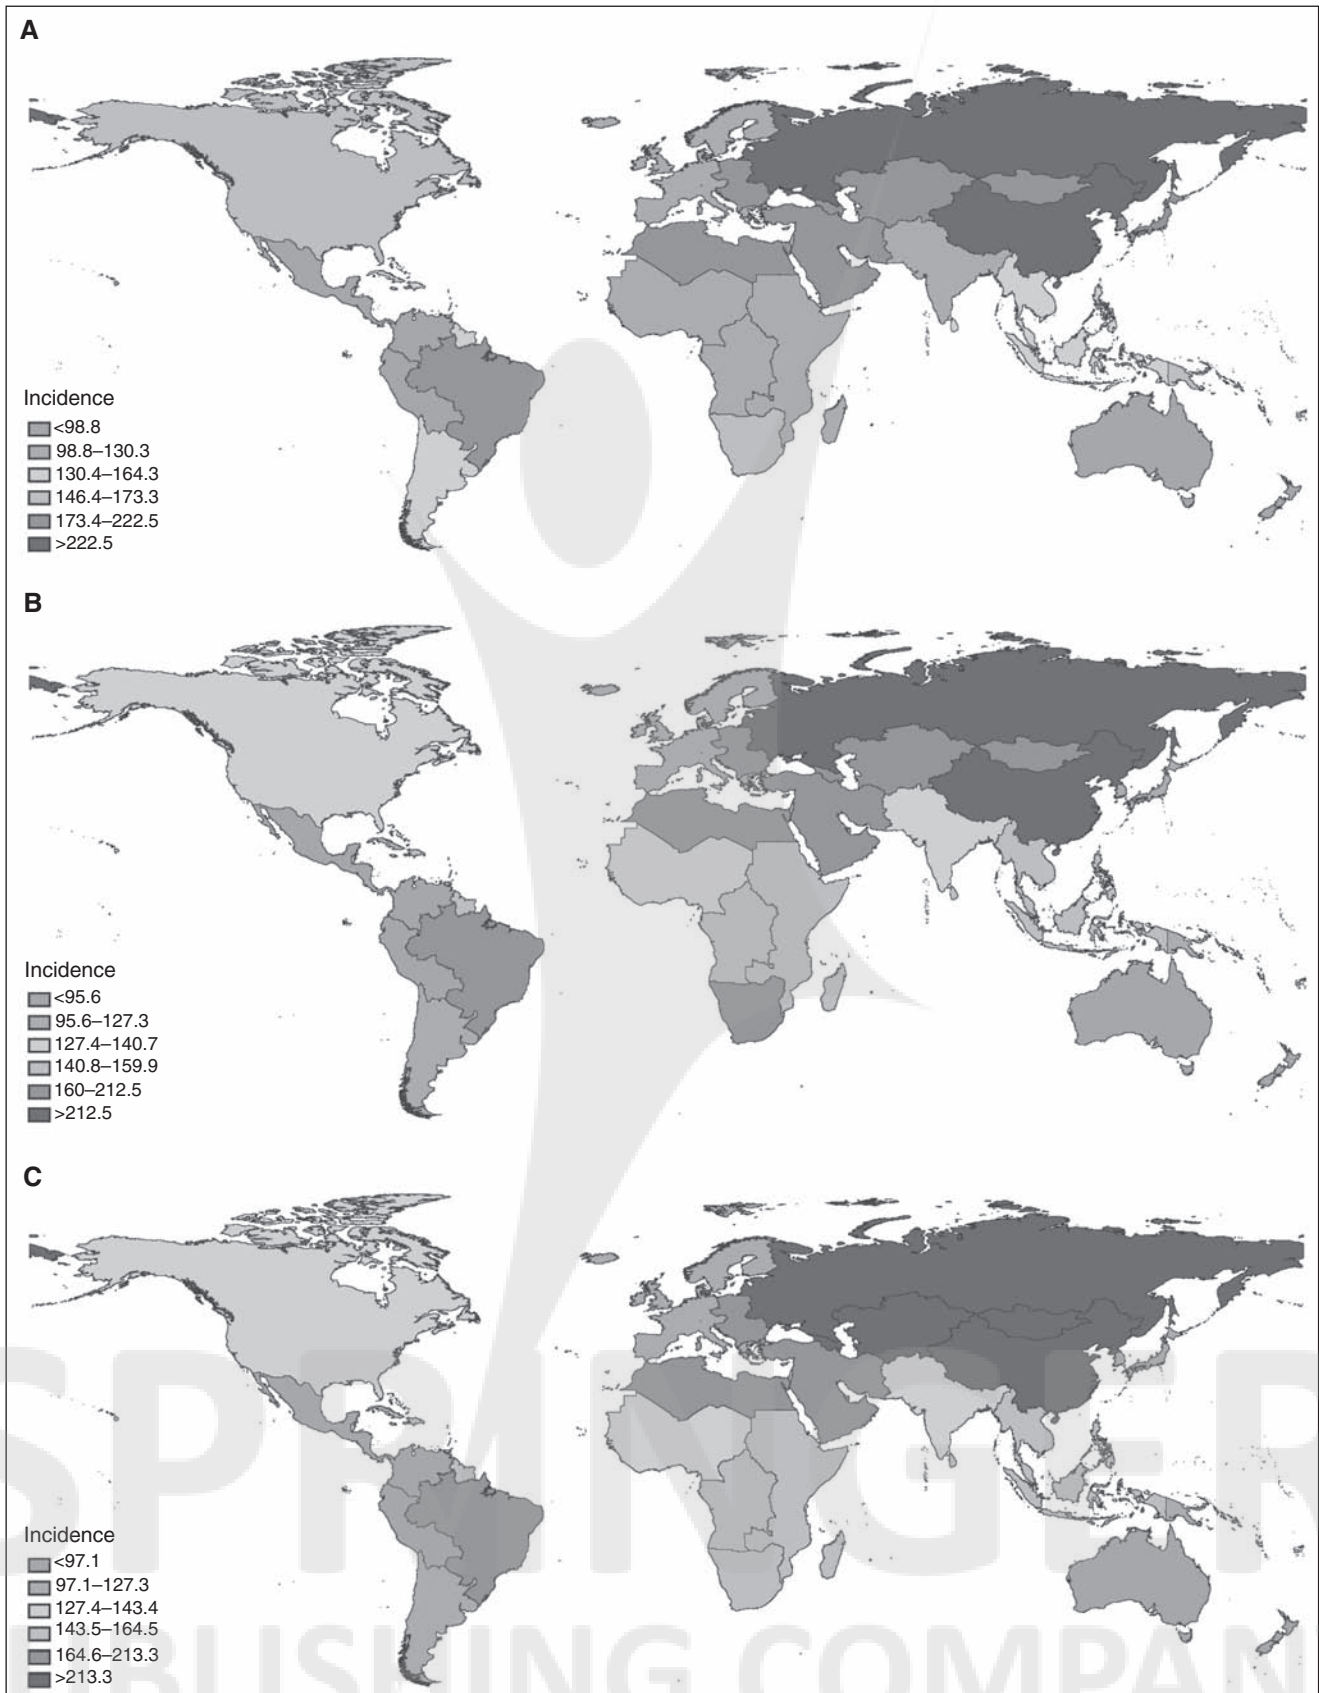 A
Incidence
<98.8
98.8–130.3
130.4–164.3
146.4–173.3
173.4–222.5
>222.5
B
Incidence
<95.6
95.6–127.3
127.4–140.7
140.8–159.9
160–212.5
>212.5
C
Incidence
<97.1
97.1–127.3
127.4–143.4
143.5–164.5
164.6–213.3
>213.3
SPRINGER
PUBLISHING COMPAN